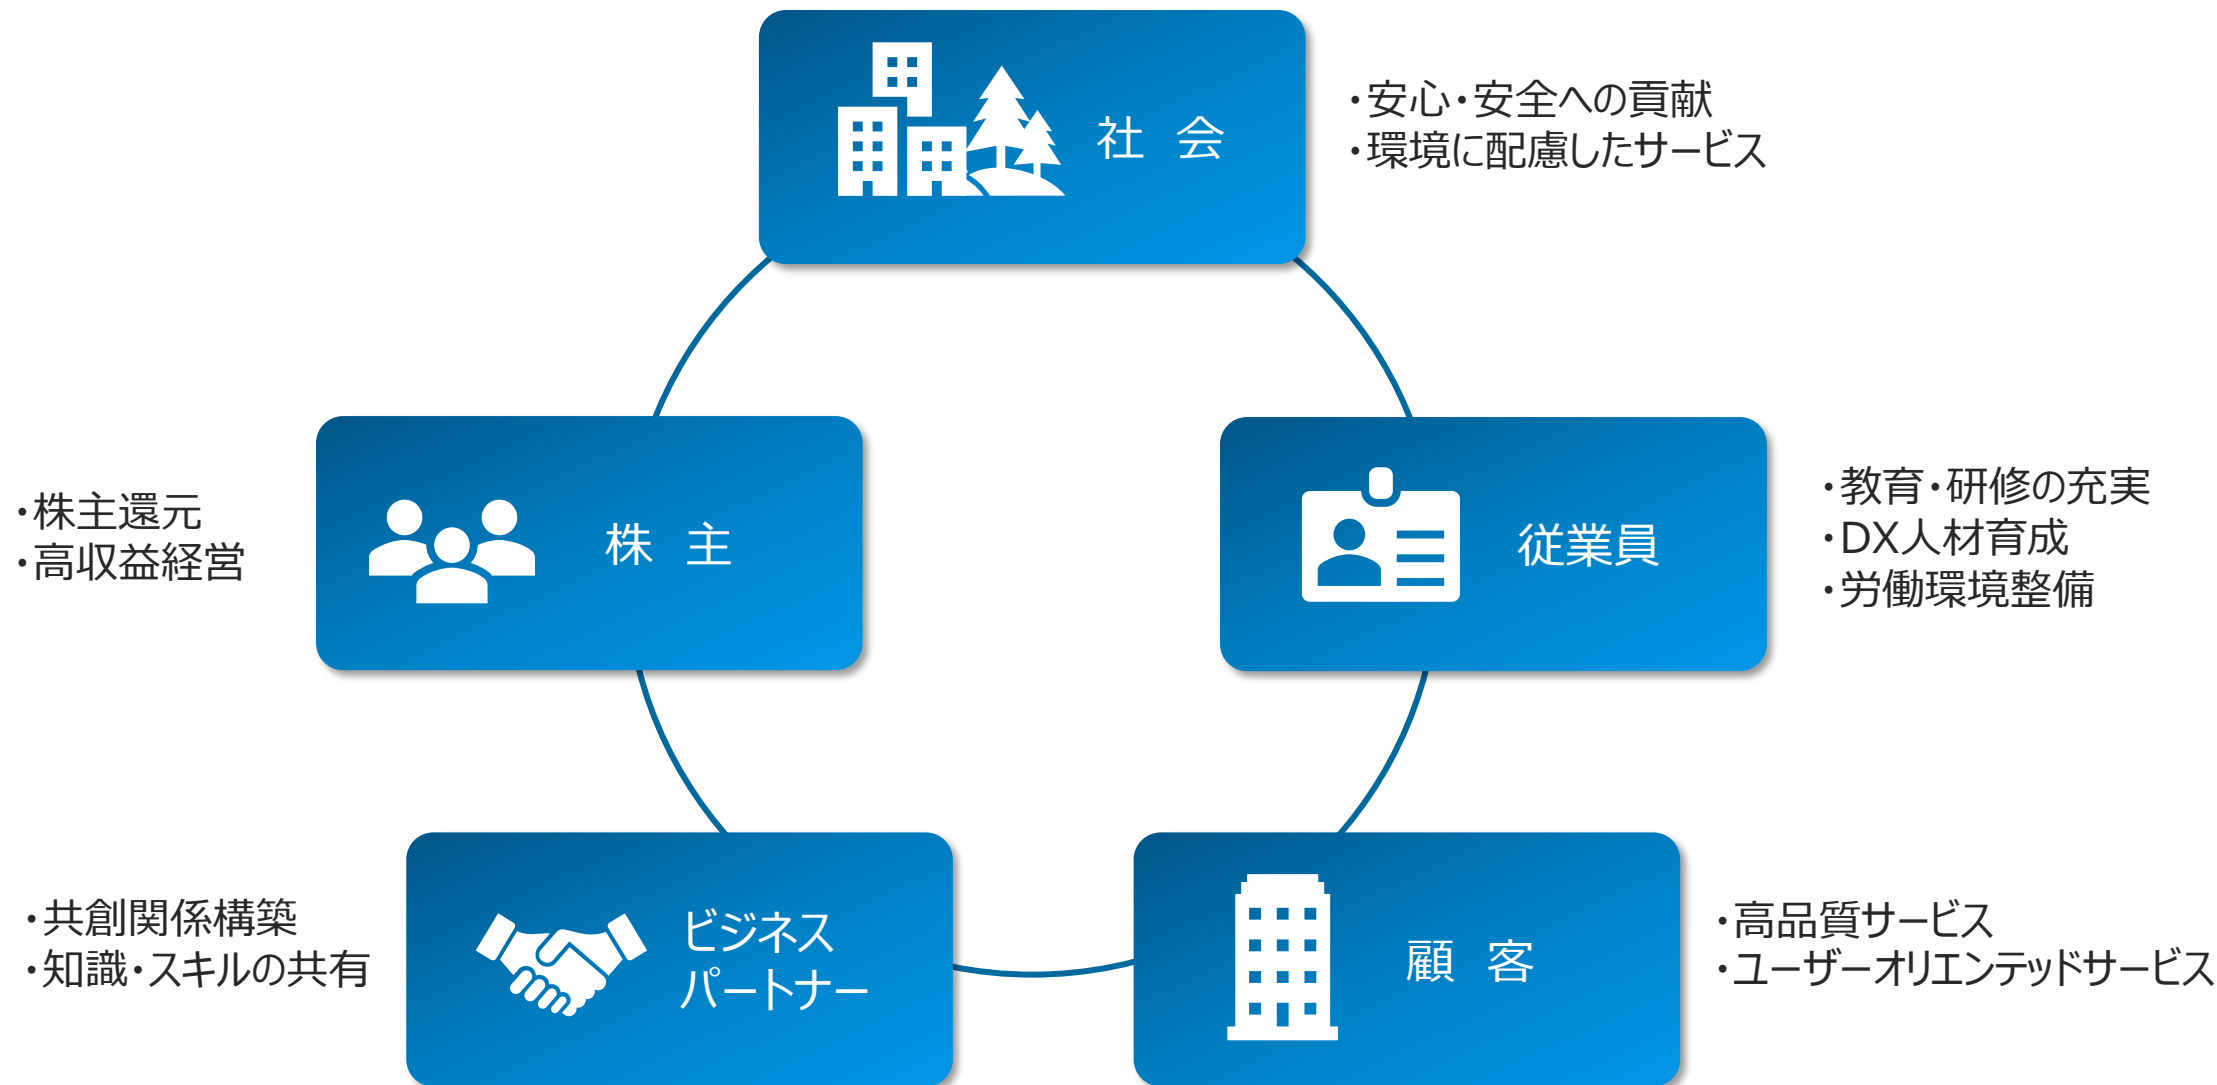 社 会
・安心・安全への貢献
・環境に配慮したサービス
・株主還元
・高収益経営
株 主
従業員
・教育・研修の充実
・DX人材育成
・労働環境整備
・共創関係構築
・知識・スキルの共有
ビジネス
パートナー
顧 客
・高品質サービス
・ユーザーオリエンテッドサービス